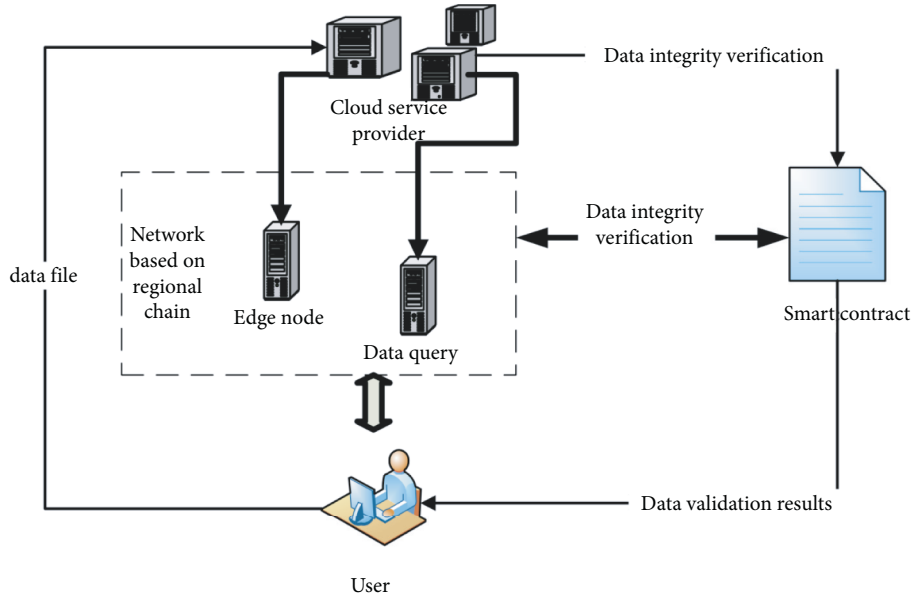 Data integrity verification
Cloud service
provider
Network
based on
regional
chain
Data integrity
verification
data file
Edge node
Smart contract
Data query
Data validation results
User